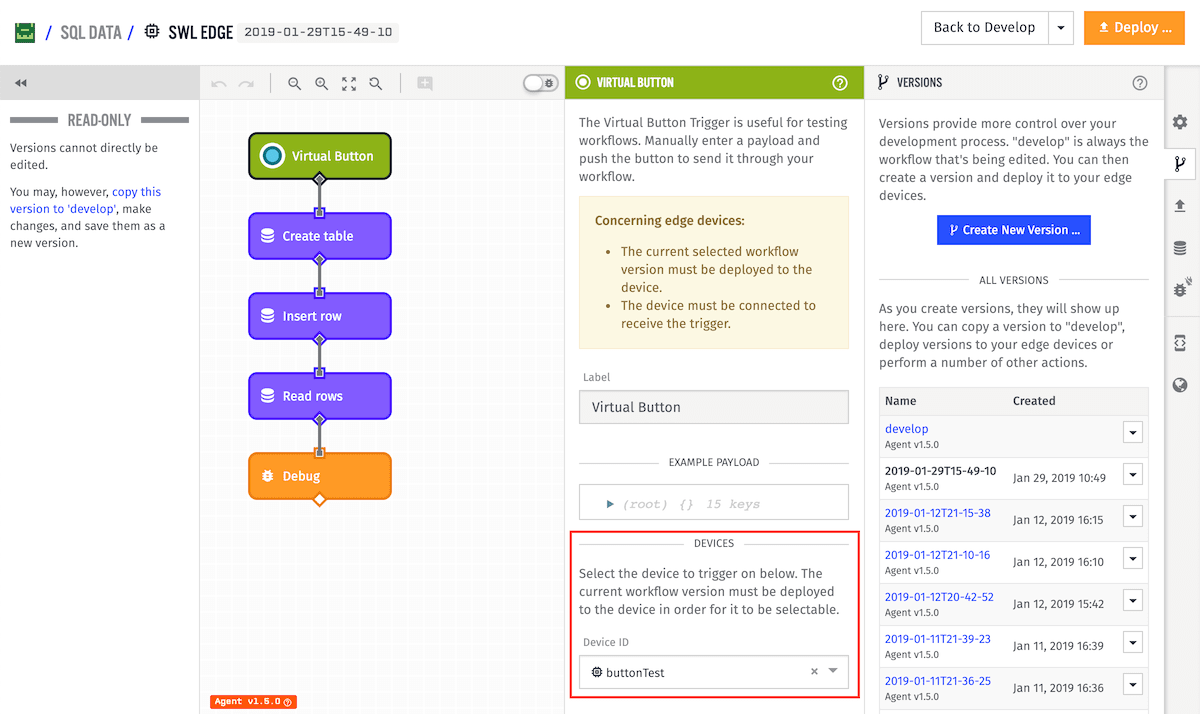 / SQL DATA / SWL EDGE 2019-01-29T15-49-10
Back to Develop
Deploy ...
READ-ONLY
Versions cannot directly be
edited.
You may, however, copy this
version to 'develop', make
changes, and save them as a
new version.
Virtual Button
Create table
Insert row
Read rows
Debug
Agent v1.5.0
VIRTUAL BUTTON
The Virtual Button Trigger is useful for testing
workflows. Manually enter a payload and
push the button to send it through your
workflow.
Concerning edge devices:
• The current selected workflow
version must be deployed to the
device.
• The device must be connected to
receive the trigger.
Label
Virtual Button
EXAMPLE PAYLOAD
(root) {} 15 keys
DEVICES
Select the device to trigger on below. The
current workflow version must be deployed
to the device in order for it to be selectable.
Device ID
buttonTest
VERSIONS
Versions provide more control over your
development process. "develop" is always the
workflow that's being edited. You can then
create a version and deploy it to your edge
devices.
Create New Version ...
ALL VERSIONS
As you create versions, they will show up
here. You can copy a version to "develop",
deploy versions to your edge devices or
perform a number of other actions.
Name Created
develop
Agent v1.5.0
2019-01-29T15-49-10 Jan 29, 2019 10:49
Agent v1.5.0
2019-01-12T21-15-38 Jan 12, 2019 16:15
Agent v1.5.0
2019-01-12T21-10-16 Jan 12, 2019 16:10
Agent v1.5.0
2019-01-12T20-42-52 Jan 12, 2019 15:42
Agent v1.5.0
2019-01-11T21-39-23 Jan 11, 2019 16:39
Agent v1.5.0
2019-01-11T21-36-25 Jan 11, 2019 16:36
Agent v1.5.0